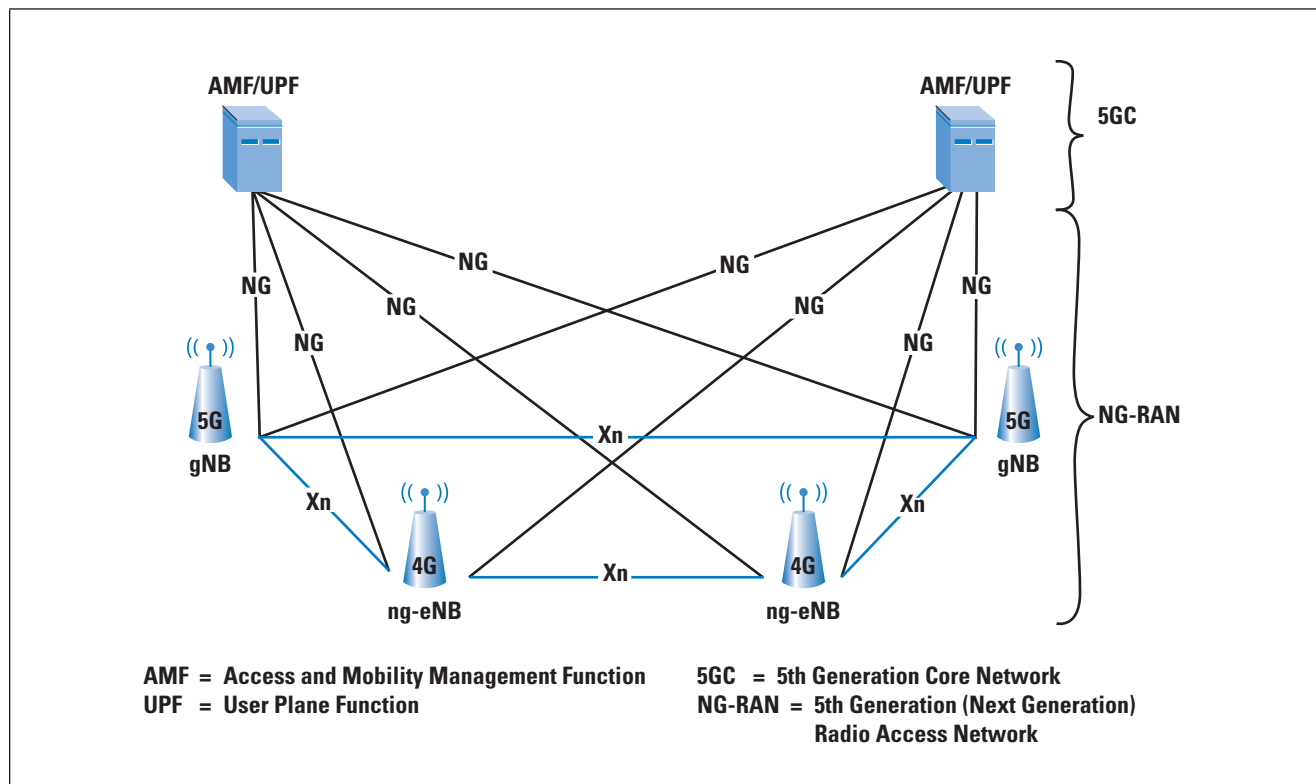 AMF/UPF
AMF/UPF
5GC
NG
NG
NG
NG
NG
NG
NG
NG
5G
gNB
Xn
5G
gNB
NG-RAN
Xn
Xn
4G
ng-eNB
Xn
4G
ng-eNB
AMF = Access and Mobility Management Function
UPF = User Plane Function
5GC = 5th Generation Core Network
NG-RAN = 5th Generation (Next Generation)
Radio Access Network